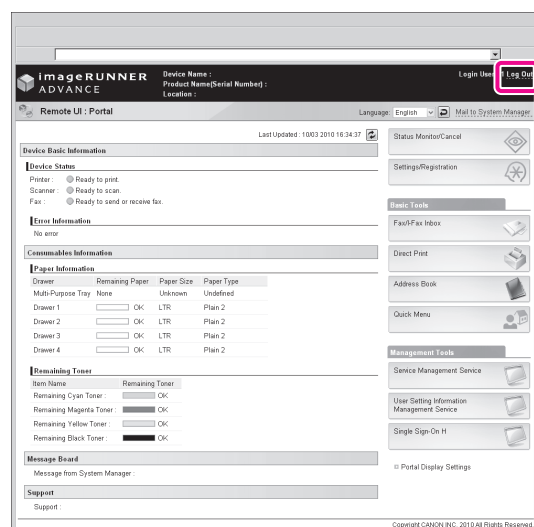 imageRUNNER
ADVANCE
Device Name :
Product Name(Serial Number) :
Location :
Login User
1 Log Out
Remote UI : Portal
Language: English
Mail to System Manager
Last Updated : 10/03 2010 16:34:37
Device Basic Information
Device Status
Printer : Ready to print.
Scanner : Ready to scan.
Fax : Ready to send or receive fax.
Error Information
No error
Consumables Information
Paper Information
Drawer Remaining Paper Paper Size Paper Type
Multi-Purpose Tray None Unknown Undefined
Drawer 1 OK LTR Plain 2
Drawer 2 OK LTR Plain 2
Drawer 3 OK LTR Plain 2
Drawer 4 OK LTR Plain 2
Remaining Toner
Item Name Remaining Toner
Remaining Cyan Toner : OK
Remaining Magenta Toner : OK
Remaining Yellow Toner : OK
Remaining Black Toner : OK
Message Board
Message from System Manager :
Support
Support :
Status Monitor/Cancel
Settings/Registration
Basic Tools
Fax/I-Fax Inbox
Direct Print
Address Book
Quick Menu
Management Tools
Service Management Service
User Setting Information
Management Service
Single Sign-On H
Portal Display Settings
Copyright CANON INC. 2010 All Rights Reserved.